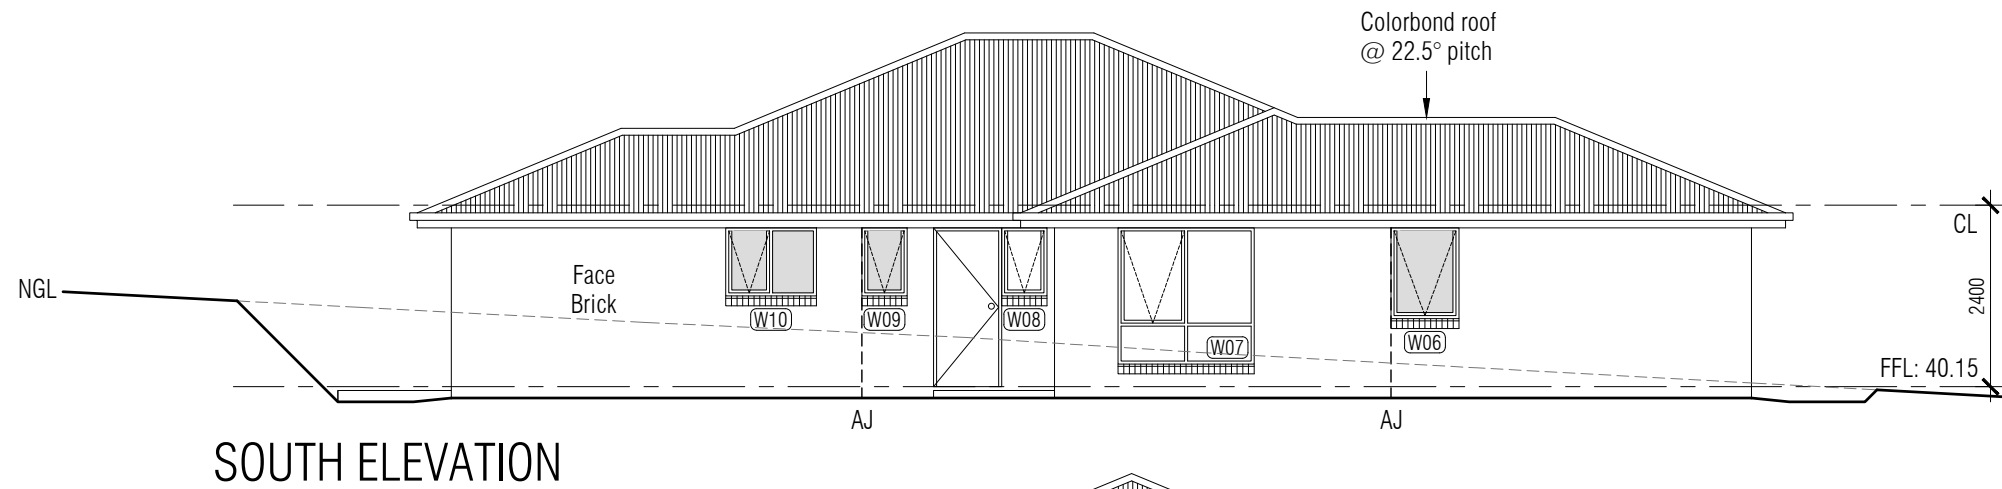 Colorbond roof
@ 22.5° pitch
CL
NGL
Face
Brick
2400
W10
W09
W08
W07
W06
FFL: 40.15
AJ
AJ
SOUTH ELEVATION